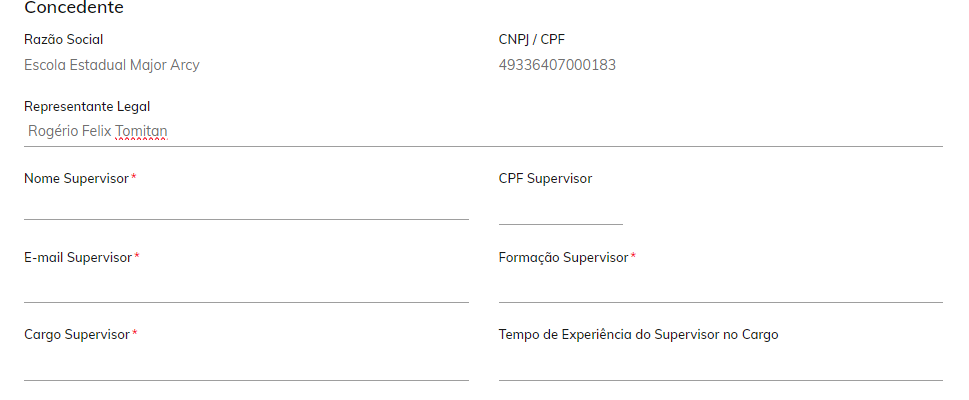 Concedente
Razão Social CNPJ / CPF
Escola Estadual Major Arcy 49336407000183
Representante Legal
Rogério Felix Tomitan
Nome Supervisor* CPF Supervisor
E-mail Supervisor* Formação Supervisor*
Cargo Supervisor* Tempo de Experiência do Supervisor no Cargo